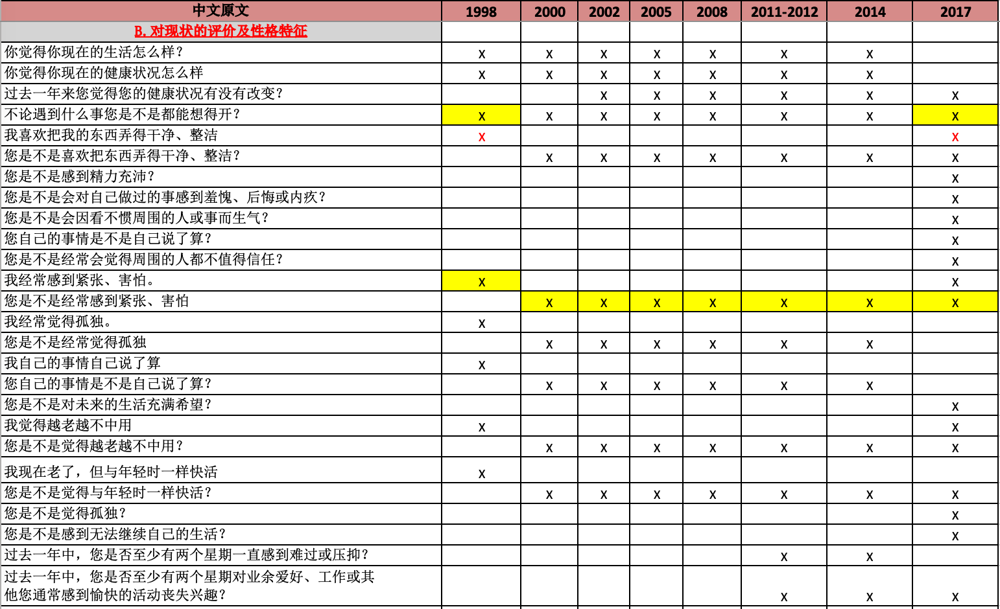 中文原文 1998 2000 2002 2005 2008 2011-2012 2014 2017
B. 对现状的评价及性格特征
你觉得你现在的生活怎么样？ X X X X X X X
你觉得你现在的健康状况怎么样 X X X X X X X
过去一年来您觉得您的健康状况有没有改变？ X X X X X X
不论遇到什么事您是不是都能想得开？ X X X X X X X X
我喜欢把我的东西弄得干净、整洁 X X
您是不是喜欢把东西弄得干净、整洁？ X X X X X X X
您是不是感到精力充沛？ X
您是不是会对自己做过的事感到羞愧、后悔或内疚？ X
您是不是会因看不惯周围的人或事而生气？ X
您自己的事情是不是自己说了算？ X
您是不是经常会觉得周围的人都不值得信任？ X
我经常感到紧张、害怕。 X X
您是不是经常感到紧张、害怕 X X X X X X X
我经常觉得孤独。 X
您是不是经常觉得孤独 X X X X X X
我自己的事情自己说了算 X
您自己的事情是不是自己说了算？ X X X X X X
您是不是对未来的生活充满希望？ X
我觉得越老越不中用 X X
您是不是觉得越老越不中用？ X X X X X X X
我现在老了，但与年轻时一样快活 X
您是不是觉得与年轻时一样快活？ X X X X X X X
您是不是觉得孤独？ X
您是不是感到无法继续自己的生活？ X
过去一年中，您是否至少有两个星期一直感到难过或压抑？ X X
过去一年中，您是否至少有两个星期对业余爱好、工作或其
他您通常感到愉快的活动丧失兴趣？ X X X